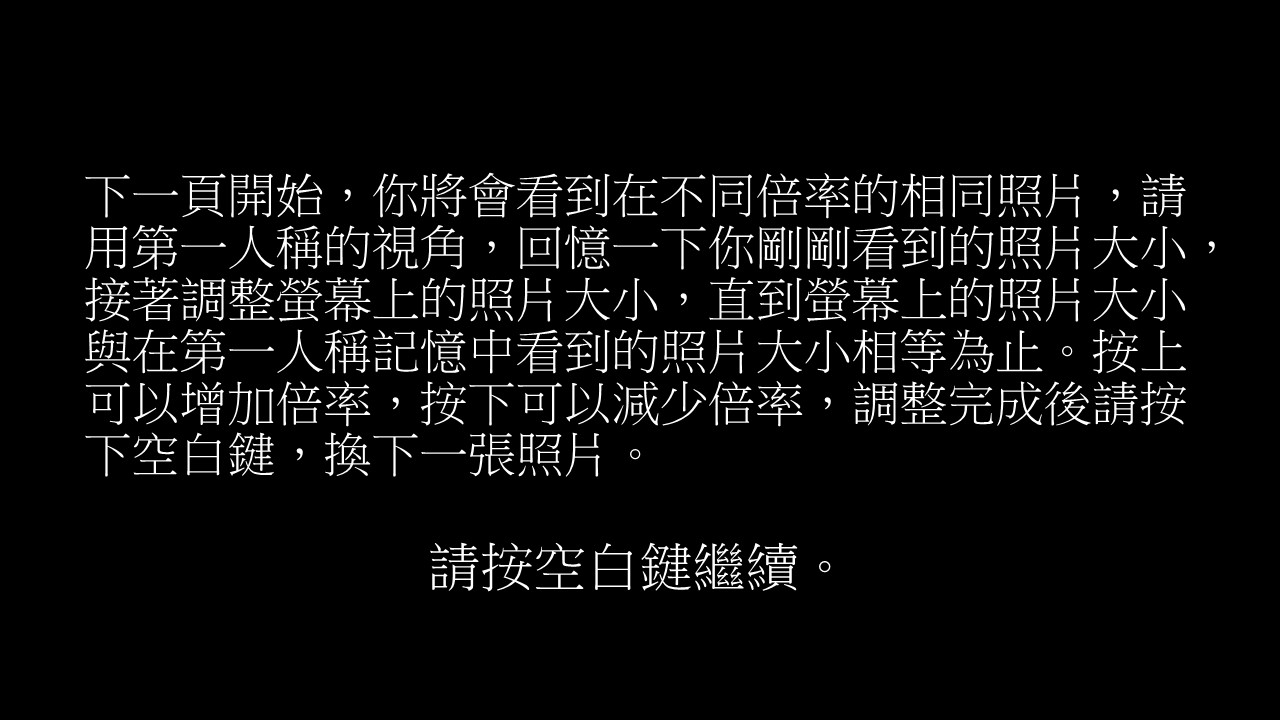 下一頁開始，你將會看到在不同倍率的相同照片，請
用第一人稱的視角，回憶一下你剛剛看到的照片大小，
接著調整螢幕上的照片大小，直到螢幕上的照片大小
與在第一人稱記憶中看到的照片大小相等為止。按上
可以增加倍率，按下可以減少倍率，調整完成後請按
下空白鍵，換下一張照片。
請按空白鍵繼續。